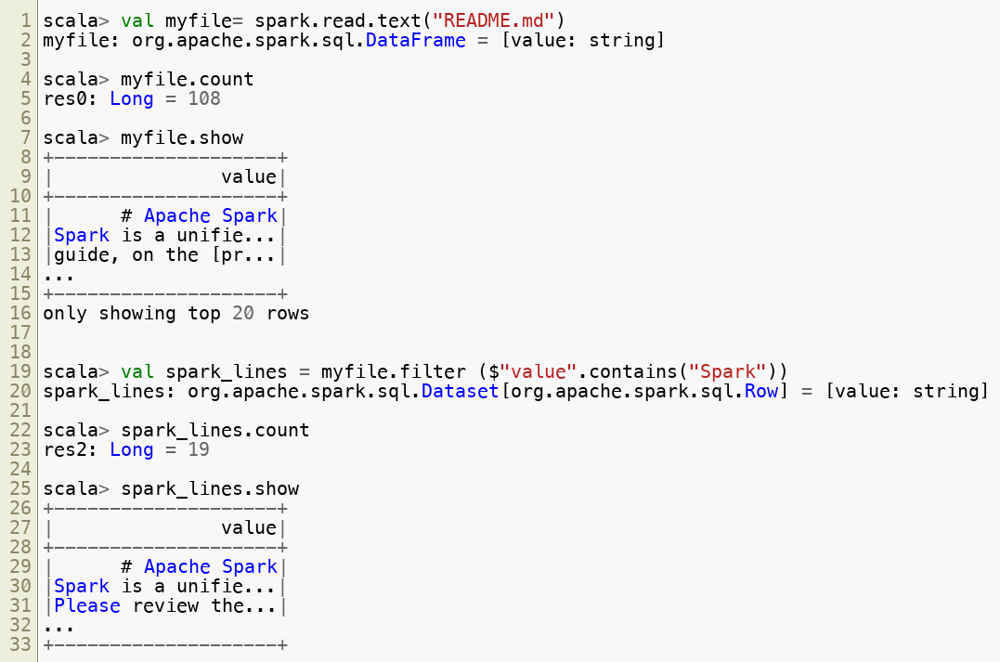 1 scala> val myfile= spark.read.text("README.md")
2 myfile: org.apache.spark.sql.DataFrame = [value: string]
3
4 scala> myfile.count
5 res0: Long = 108
6
7 scala> myfile.show
8 +--------------------+
9 |               value|
10 +--------------------+
11 |      # Apache Spark|
12 |Spark is a unifie...|
13 |guide, on the [pr...|
14 ...
15 +--------------------+
16 only showing top 20 rows
17
18
19 scala> val spark_lines = myfile.filter ($"value".contains("Spark"))
20 spark_lines: org.apache.spark.sql.Dataset[org.apache.spark.sql.Row] = [value: string]
21
22 scala> spark_lines.count
23 res2: Long = 19
24
25 scala> spark_lines.show
26 +--------------------+
27 |               value|
28 +--------------------+
29 |      # Apache Spark|
30 |Spark is a unifie...|
31 |Please review the...|
32 ...
33 +--------------------+